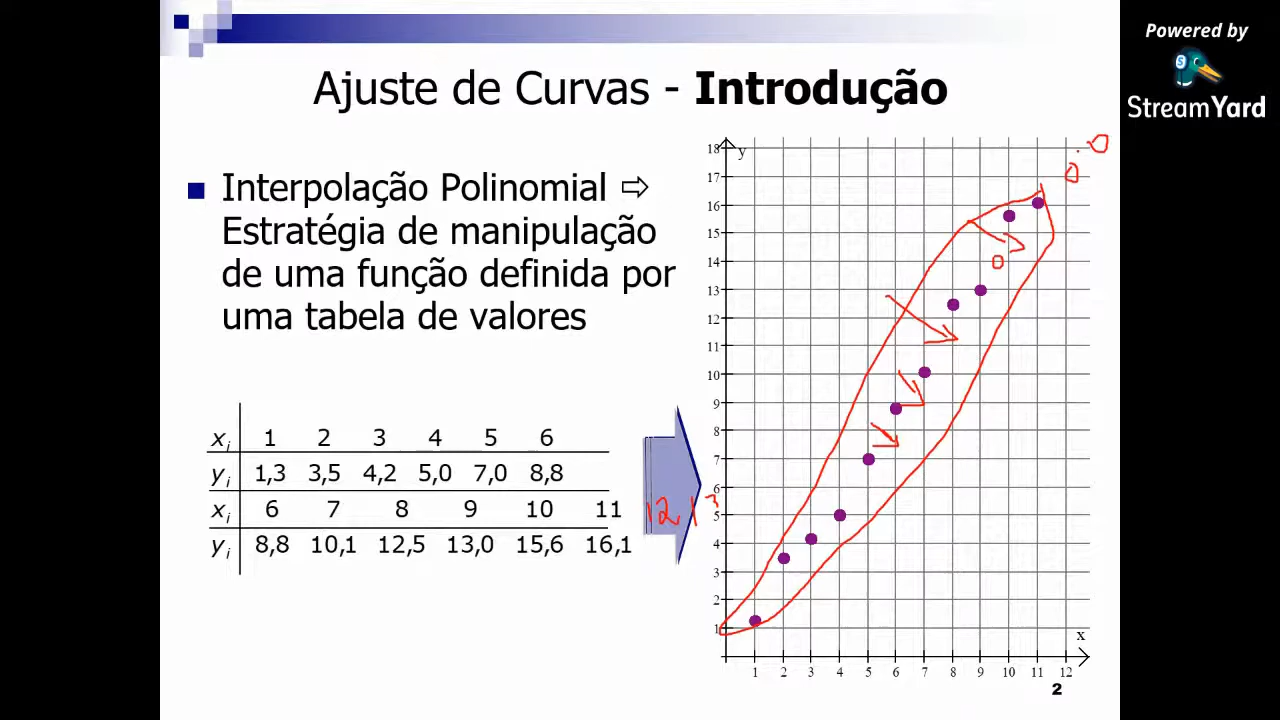 Powered by
StreamYard
Ajuste de Curvas - Introdução
Interpolação Polinomial ⇨
Estratégia de manipulação
de uma função definida por
uma tabela de valores
xᵢ 1 2 3 4 5 6
yᵢ 1,3 3,5 4,2 5,0 7,0 8,8
xᵢ 6 7 8 9 10 11
yᵢ 8,8 10,1 12,5 13,0 15,6 16,1
12 13
y
18
17
16
15
14
13
12
11
10
9
8
7
6
5
4
3
2
1
x
1 2 3 4 5 6 7 8 9 10 11 12
2